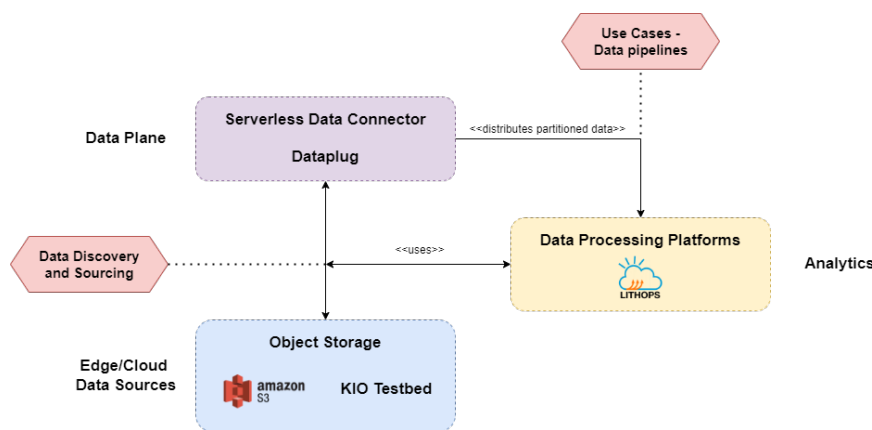 Use Cases -
Data pipelines
Serverless Data Connector
Dataplug
Data Plane
<<distributes partitioned data>>
Data Discovery
and Sourcing
<<uses>>
Data Processing Platforms
LITHOPS
Analytics
Edge/Cloud
Data Sources
Object Storage
amazon
S3
KIO Testbed